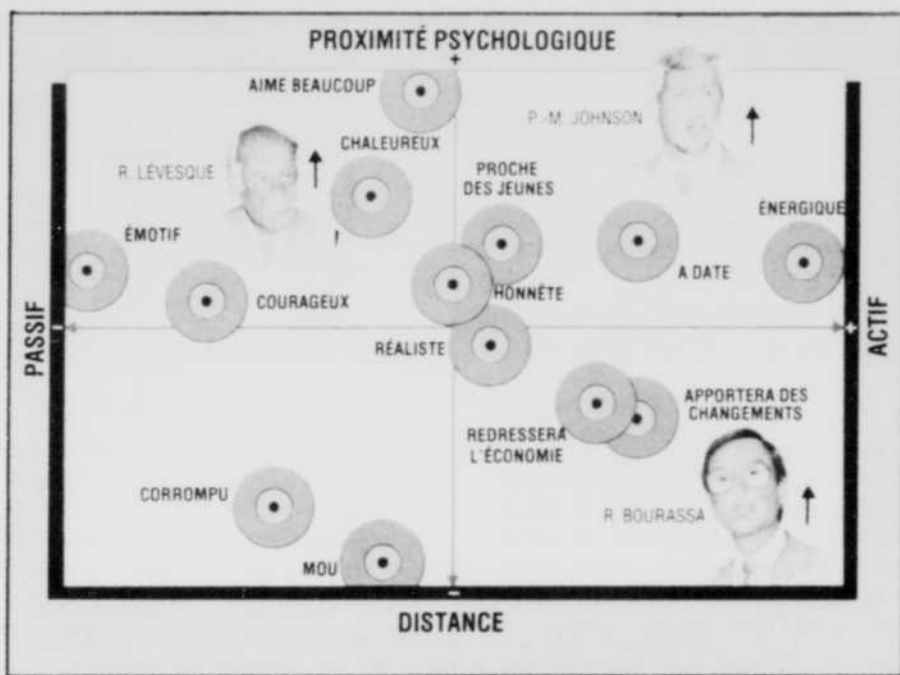 PROXIMITÉ PSYCHOLOGIQUE
+
AIME BEAUCOUP
P.-M. JOHNSON
CHALEUREUX
R. LÉVESQUE
PROCHE
DES JEUNES
ÉNERGIQUE
ÉMOTIF
A DATE
HONNÊTE
COURAGEUX
PASSIF
-
+
ACTIF
RÉALISTE
APPORTERA DES
CHANGEMENTS
REDRESSERA
L'ÉCONOMIE
CORROMPU
R. BOURASSA
MOU
-
DISTANCE